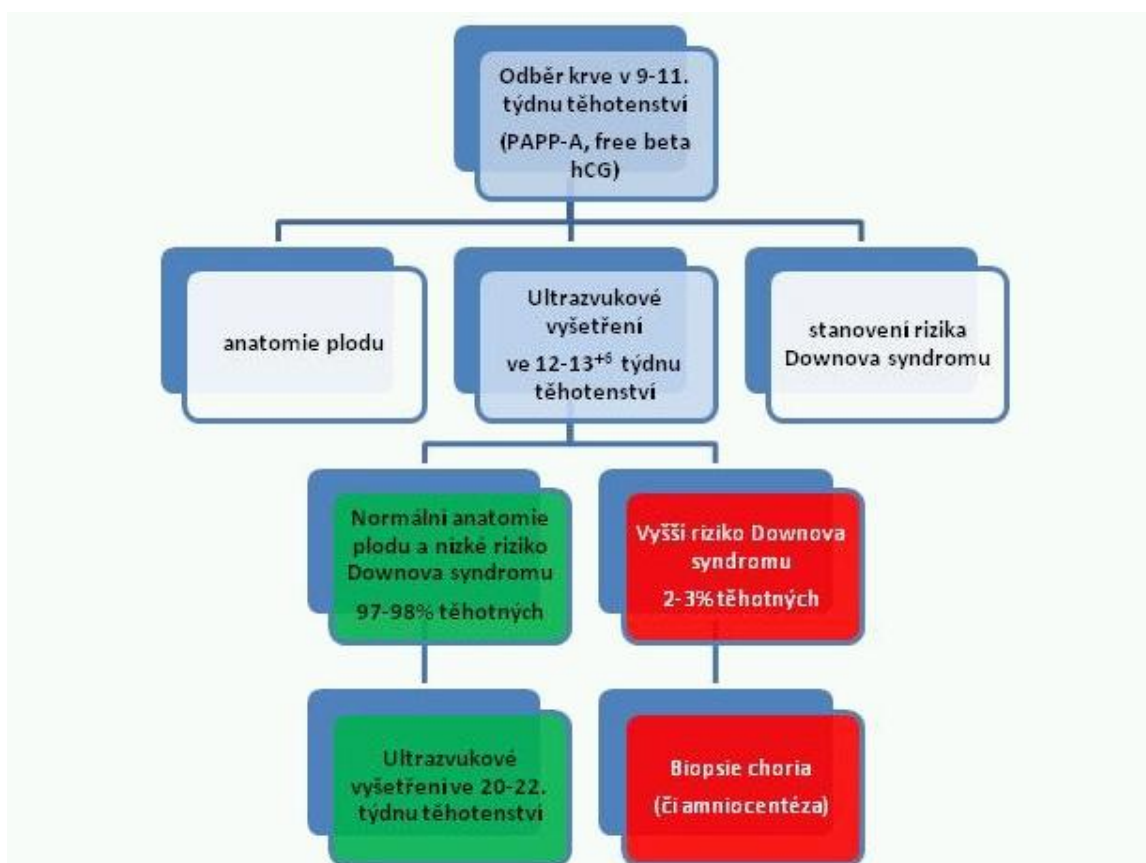 Odběr krve v 9-11.
týdnu těhotenství
(PAPP-A, free beta
hCG)
anatomie plodu
Ultrazvukové
vyšetření
ve 12-13⁺⁶ týdnu
těhotenství
stanovení rizika
Downova syndromu
Normální anatomie
plodu a nízké riziko
Downova syndromu
97-98% těhotných
Vyšší riziko Downova
syndromu
2-3% těhotných
Ultrazvukové
vyšetření ve 20-22.
týdnu těhotenství
Biopsie choria
(či amniocentéza)